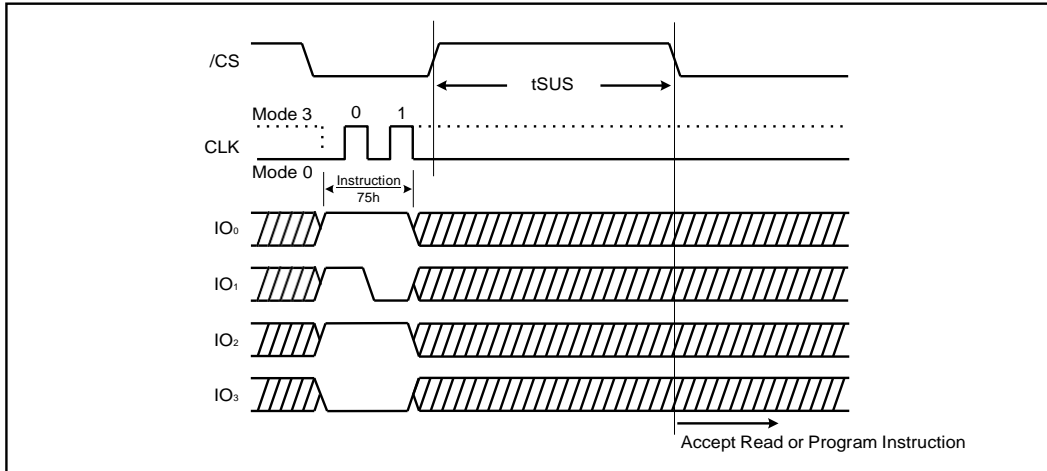 /CS
tSUS
Mode 3
0
1
CLK
Mode 0
Instruction
75h
IO₀
IO₁
IO₂
IO₃
Accept Read or Program Instruction